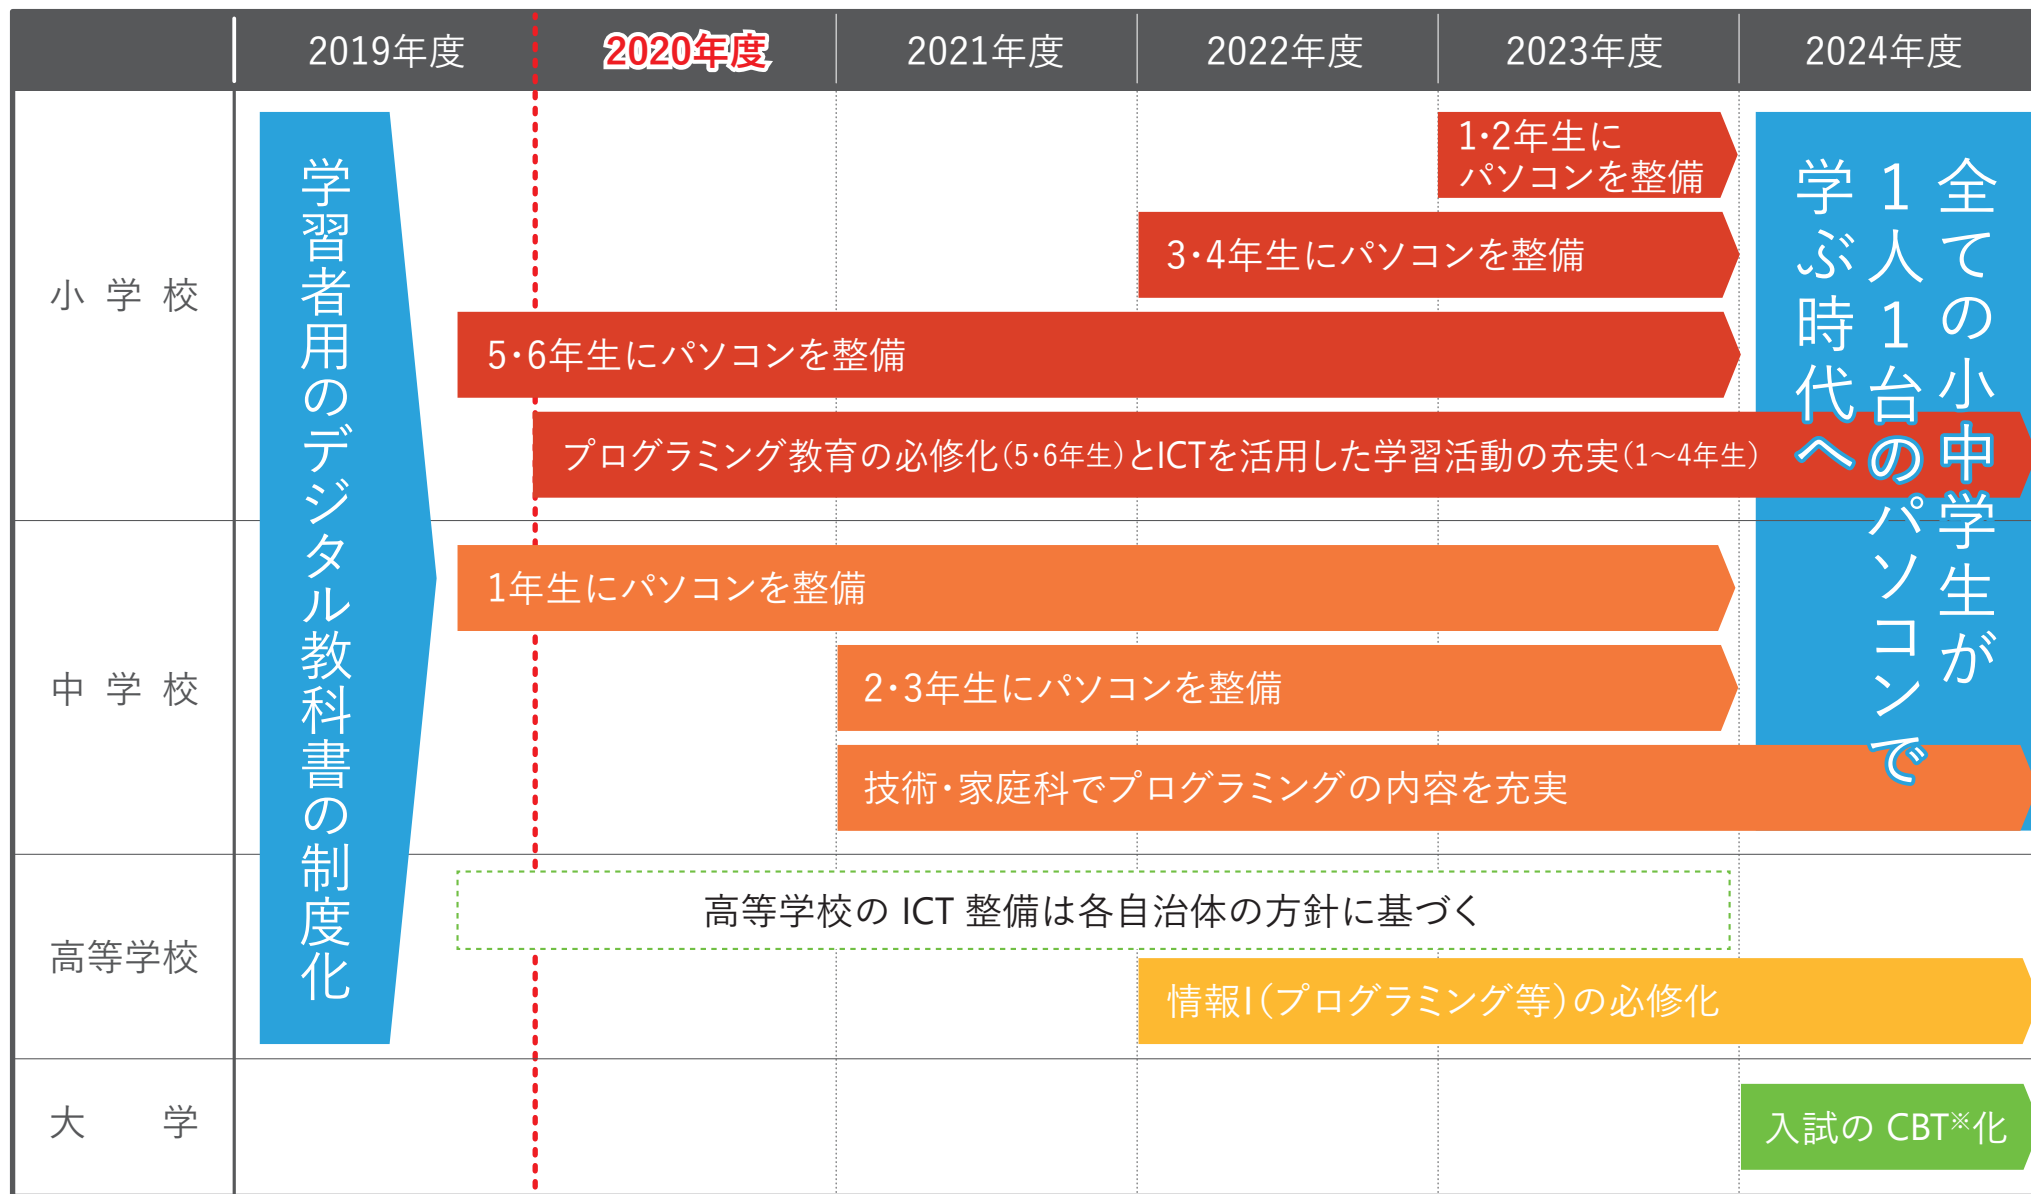 2019年度
2020年度
2021年度
2022年度
2023年度
2024年度
学習者用のデジタル教科書の制度化
小学校
1・2年生に
パソコンを整備
3・4年生にパソコンを整備
5・6年生にパソコンを整備
プログラミング教育の必修化(5・6年生)とICTを活用した学習活動の充実(1〜4年生)
全ての小中学生が
1人1台のパソコンで
学ぶ時代へ
中学校
1年生にパソコンを整備
2・3年生にパソコンを整備
技術・家庭科でプログラミングの内容を充実
高等学校
高等学校の ICT 整備は各自治体の方針に基づく
情報I(プログラミング等)の必修化
大学
入試の CBT※化